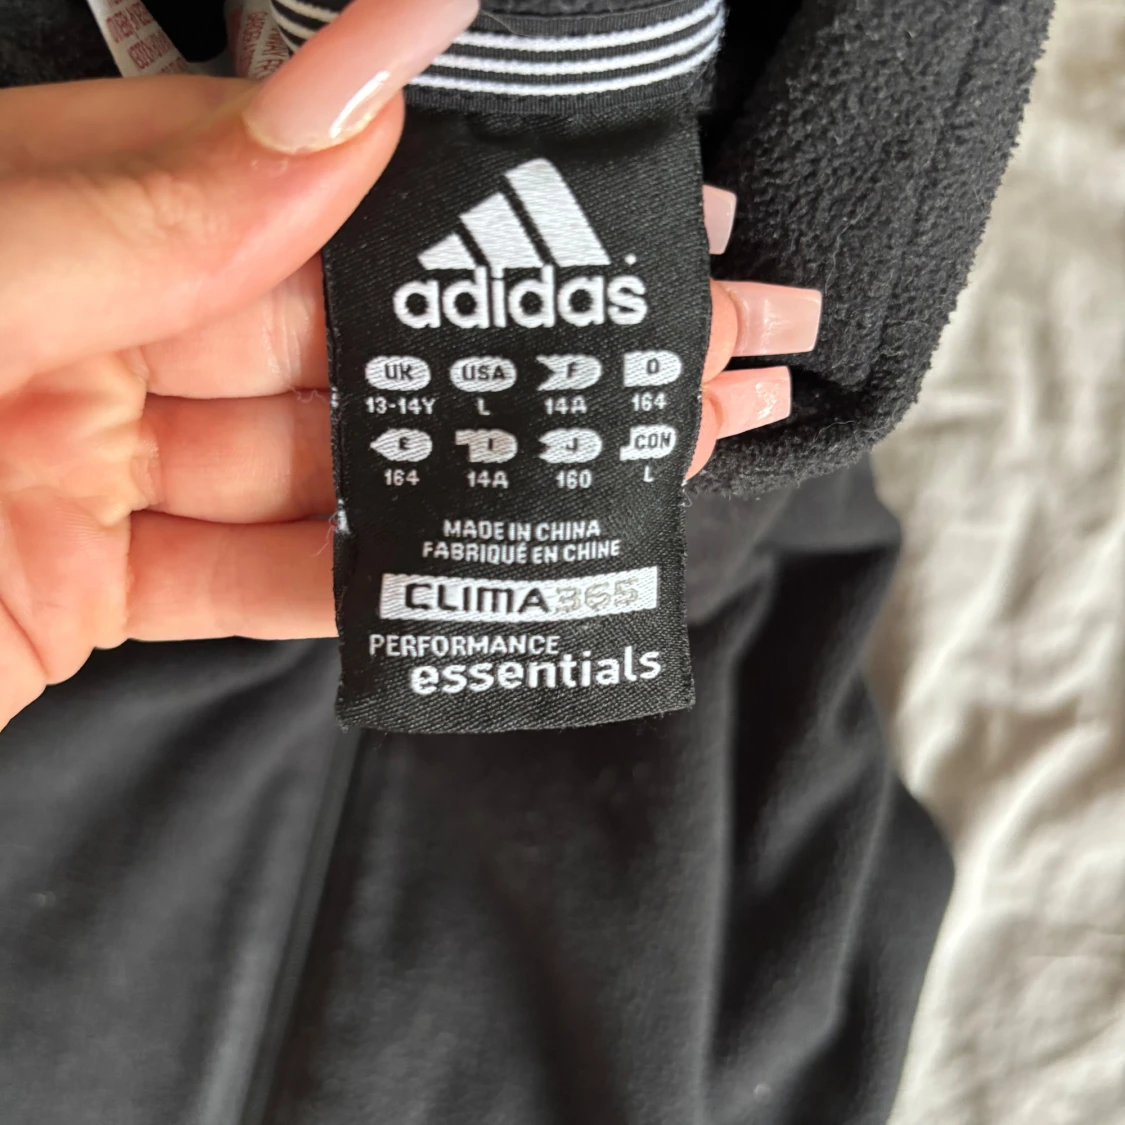 adidas
UK USA F D
13-14Y L 14A 164
E I J CON
164 14A 160 L
MADE IN CHINA
FABRIQUÉ EN CHINE
CLIMA365
PERFORMANCE
essentials